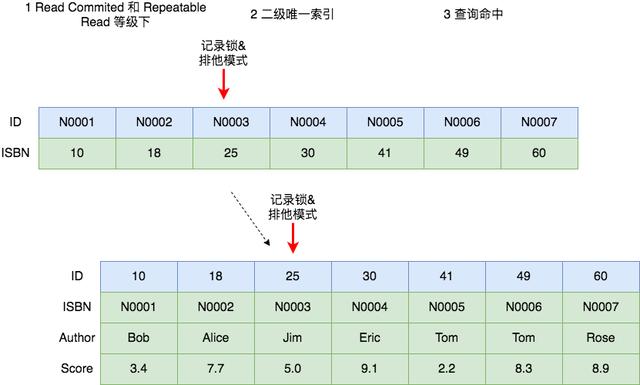 1 Read Commited 和 Repeatable
Read 等级下
2 二级唯一索引
3 查询命中
记录锁&
排他模式
ID N0001 N0002 N0003 N0004 N0005 N0006 N0007
ISBN 10 18 25 30 41 49 60
记录锁&
排他模式
ID 10 18 25 30 41 49 60
ISBN N0001 N0002 N0003 N0004 N0005 N0006 N0007
Author Bob Alice Jim Eric Tom Tom Rose
Score 3.4 7.7 5.0 9.1 2.2 8.3 8.9